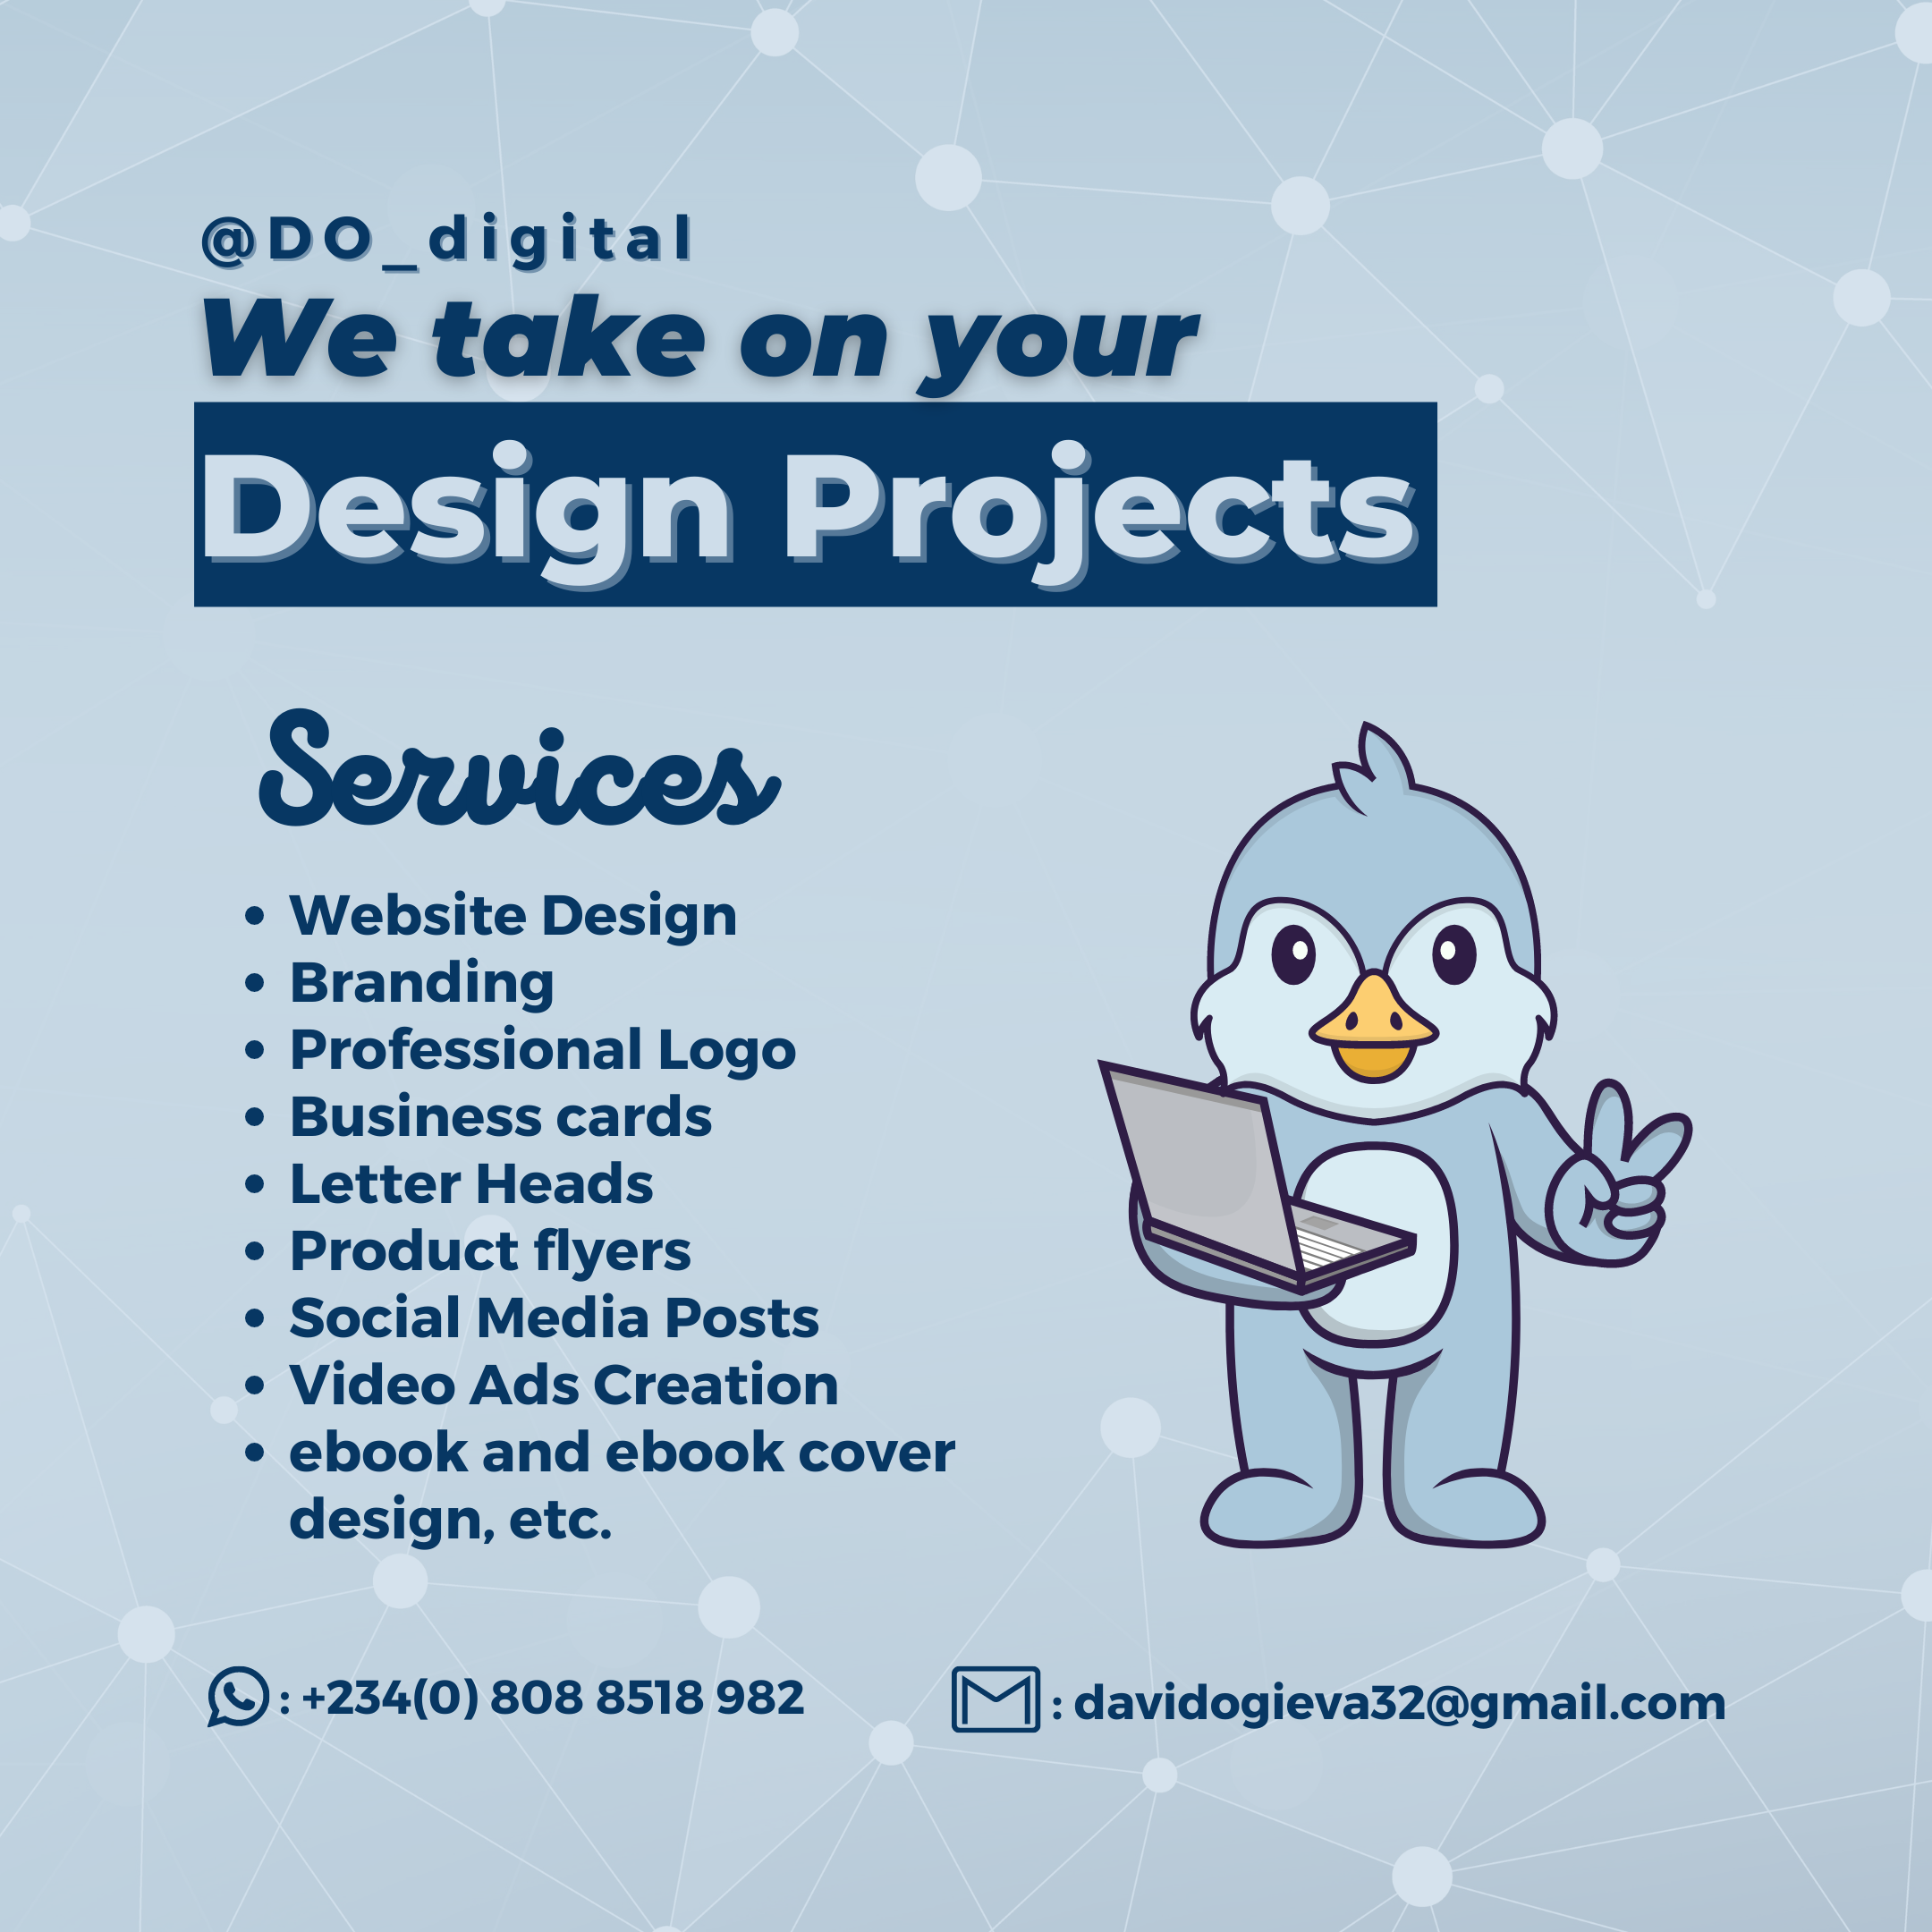 @DO_digital
We take on your
Design Projects
Services
• Website Design
• Branding
• Professional Logo
• Business cards
• Letter Heads
• Product flyers
• Social Media Posts
• Video Ads Creation
• ebook and ebook cover
design, etc.
: +234(0) 808 8518 982
: davidogieva32@gmail.com